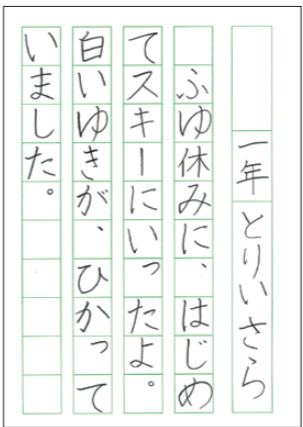 一年 とりいさら
ふゆ休みに、はじめ
てスキーにいったよ。
白いゆきが、ひかって
いました。